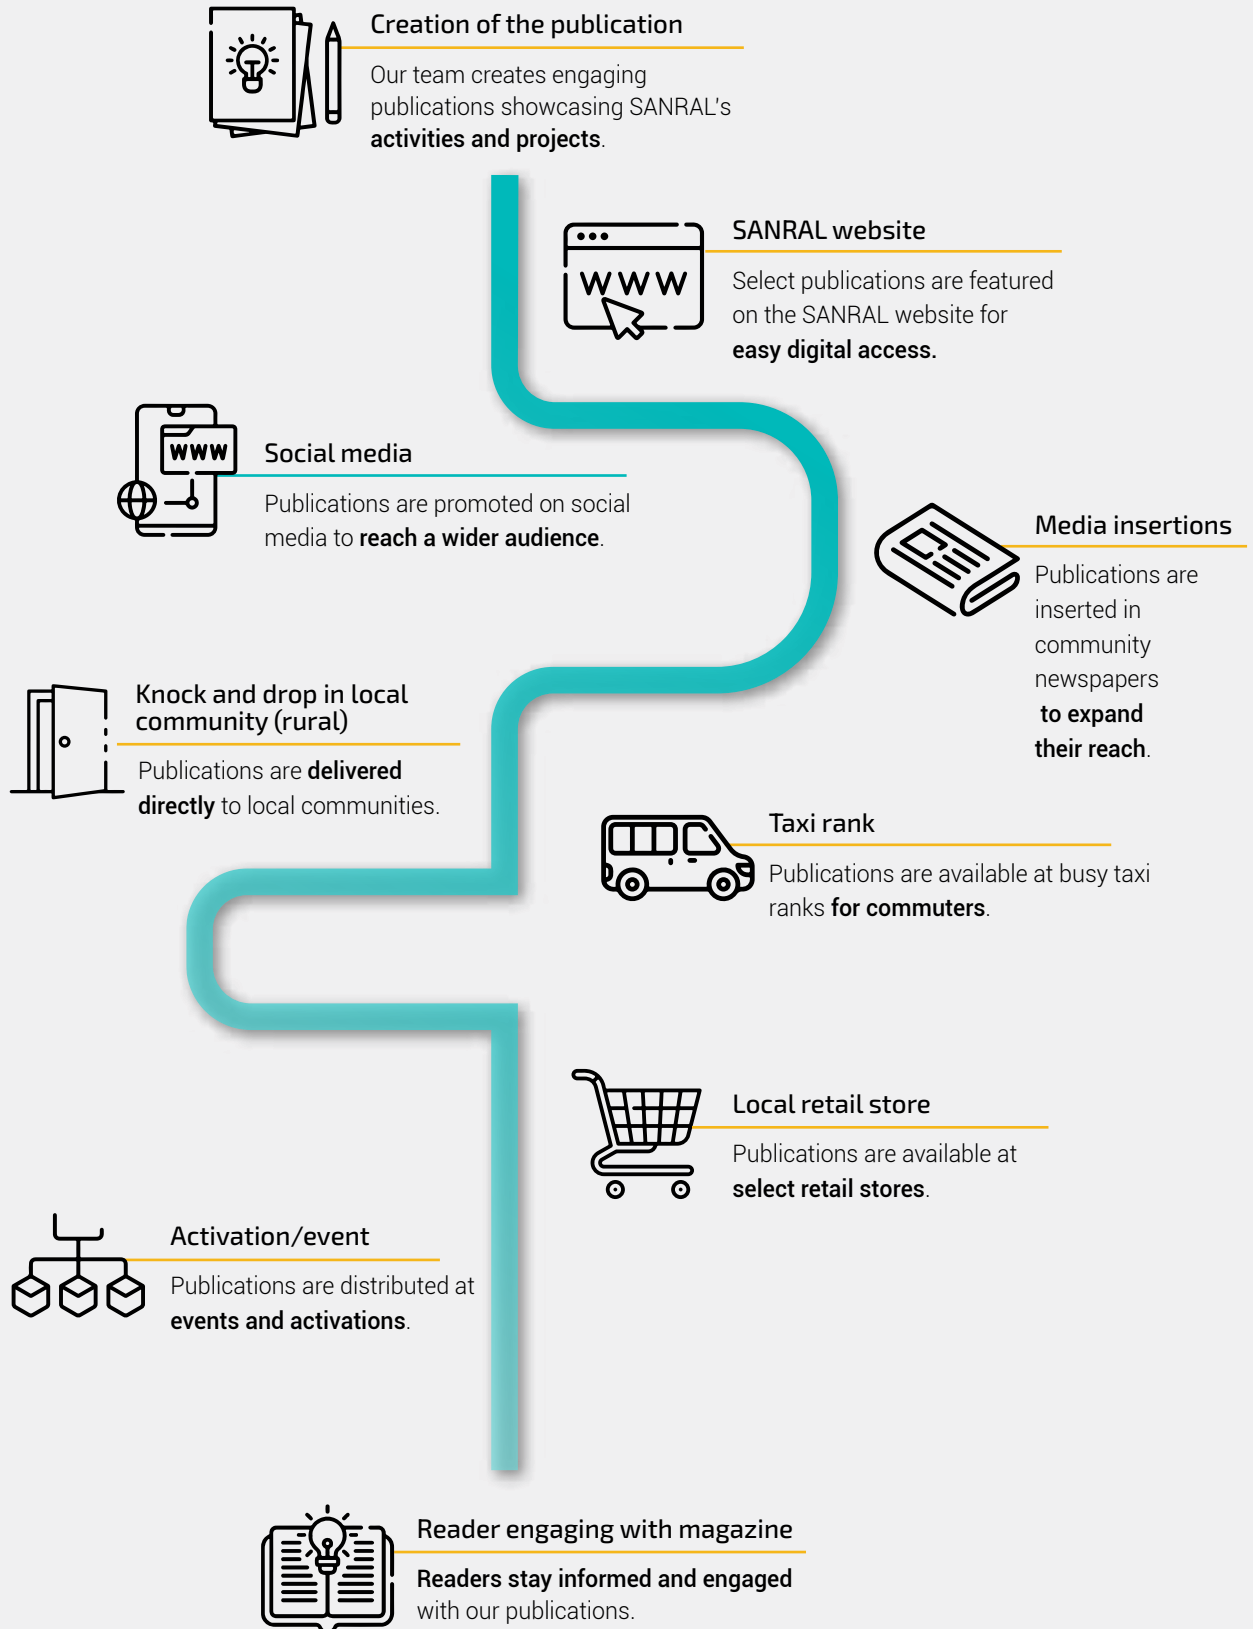 Creation of the publication
Our team creates engaging
publications showcasing SANRAL's
activities and projects.
SANRAL website
WWW
Select publications are featured
on the SANRAL website for
easy digital access.
WWW
Social media
Publications are promoted on social
media to reach a wider audience.
Media insertions
Publications are
inserted in
community
newspapers
to expand
their reach.
Knock and drop in local
community (rural)
Publications are delivered
directly to local communities.
Taxi rank
Publications are available at busy taxi
ranks for commuters.
Local retail store
Publications are available at
select retail stores.
Activation/event
Publications are distributed at
events and activations.
Reader engaging with magazine
Readers stay informed and engaged
with our publications.